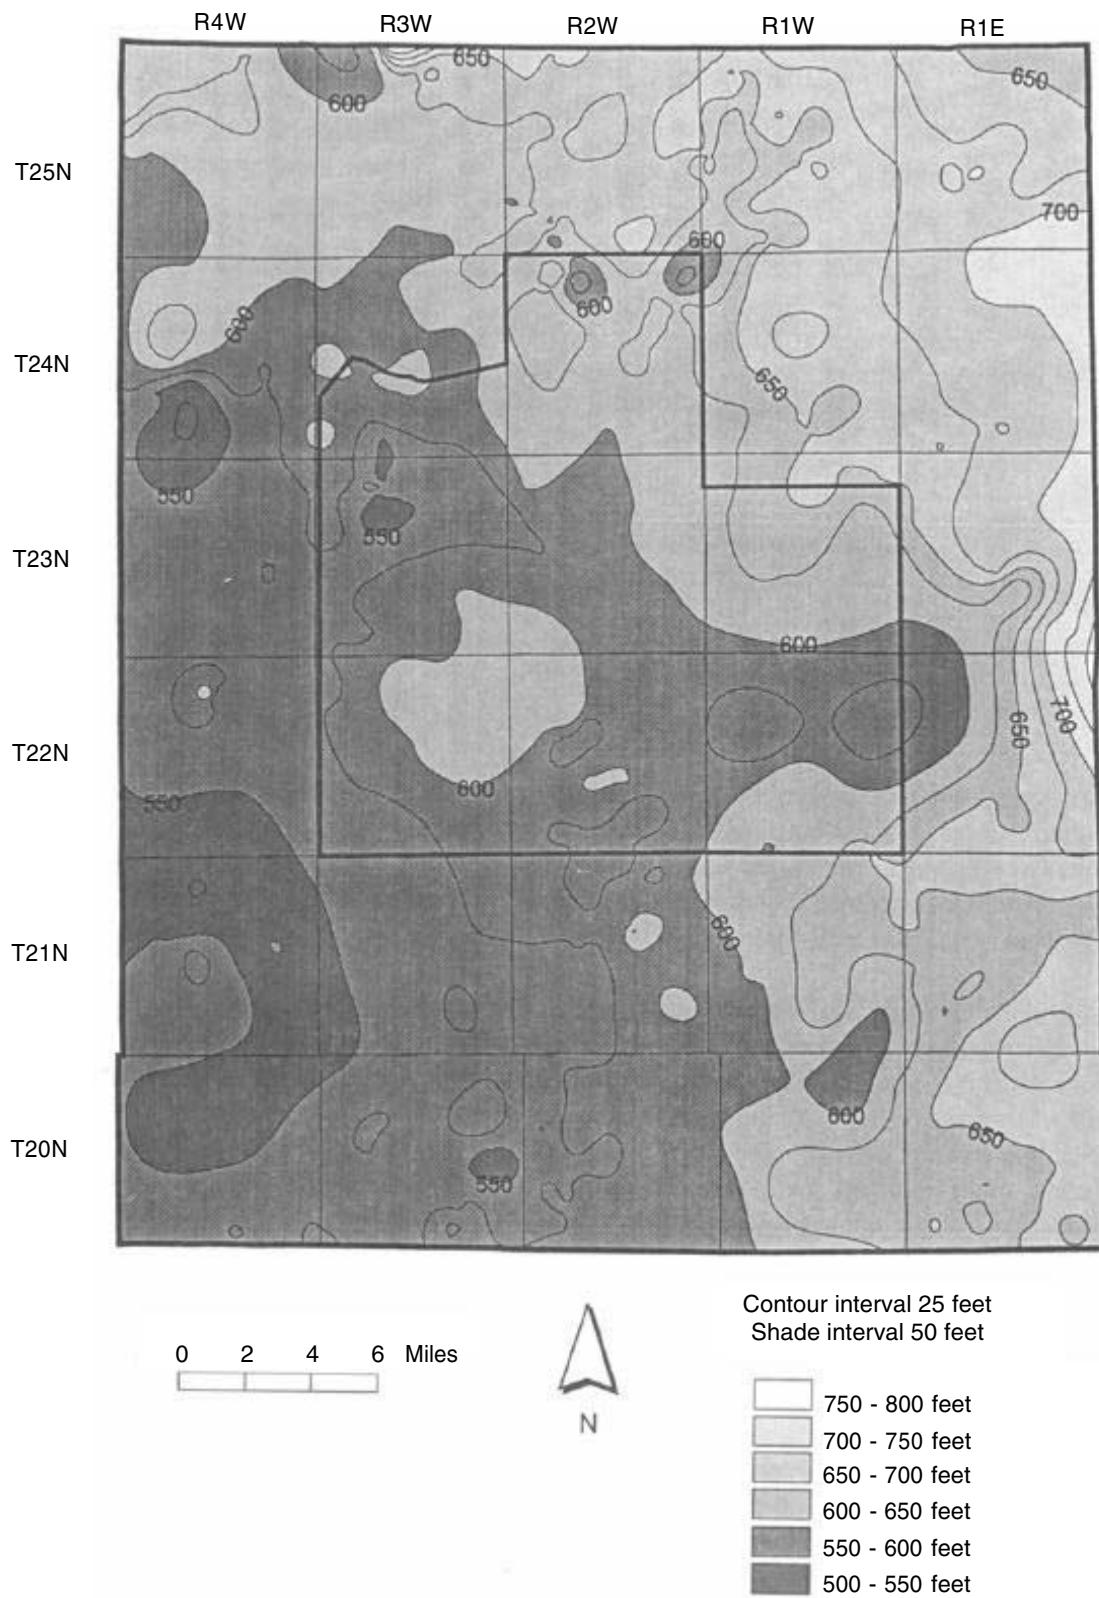 R4W R3W R2W R1W R1E
650
650
600
T25N
700
600
600
600
T24N
650
550
550
T23N
600
700
650
T22N
600
550
600
T21N
600
T20N
650
550
Contour interval 25 feet
Shade interval 50 feet
0 2 4 6 Miles
N
750 - 800 feet
700 - 750 feet
650 - 700 feet
600 - 650 feet
550 - 600 feet
500 - 550 feet